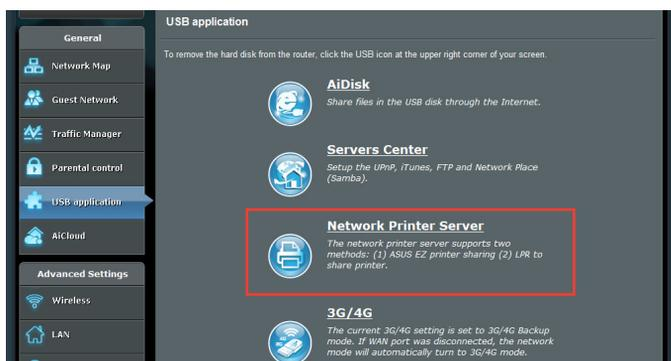 USB application
General
To remove the hard disk from the router, click the USB icon at the upper right corner of your screen.
Network Map
Guest Network
Traffic Manager
Parental control
USB application
AiCloud
Advanced Settings
Wireless
LAN
AiDisk
Share files in the USB disk through the Internet.
Servers Center
Setup the UPnP, iTunes, FTP and Network Place
(Samba).
Network Printer Server
The network printer server supports two
methods: (1) ASUS EZ printer sharing (2) LPR to
share printer.
3G/4G
The current 3G/4G setting is set to 3G/4G Backup
mode. If WAN port was disconnected, the network
mode will automatically turn to 3G/4G mode.